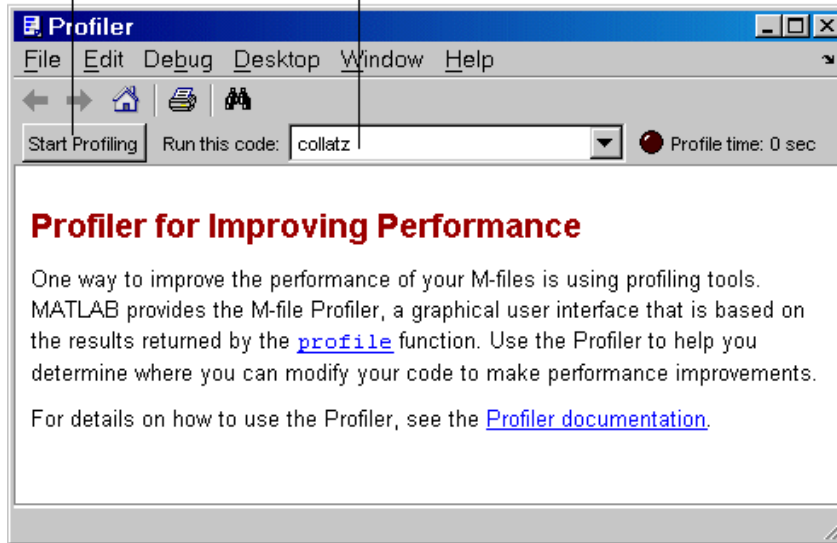 Profiler
File Edit Debug Desktop Window Help
Start Profiling Run this code: collatz Profile time: 0 sec
Profiler for Improving Performance
One way to improve the performance of your M-files is using profiling tools.
MATLAB provides the M-file Profiler, a graphical user interface that is based on
the results returned by the profile function. Use the Profiler to help you
determine where you can modify your code to make performance improvements.
For details on how to use the Profiler, see the Profiler documentation.